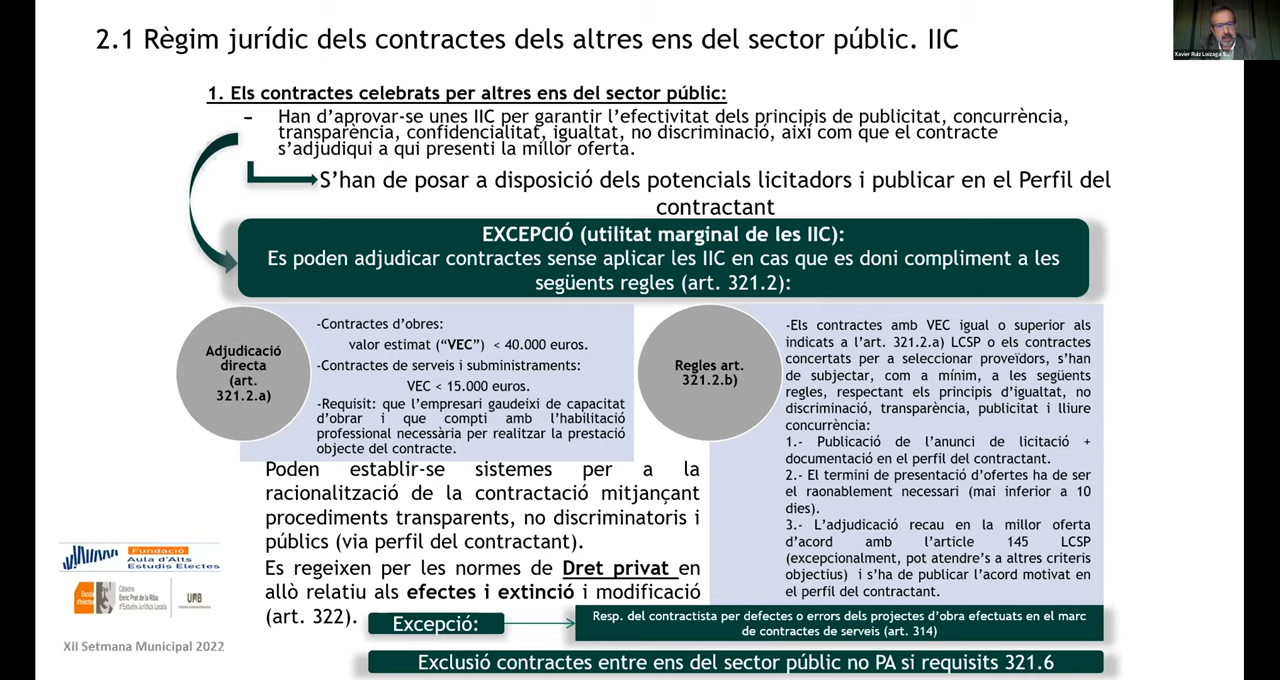 2.1 Règim jurídic dels contractes dels altres ens del sector públic. IIC
Xavier Ruiz Loizaga S...
1. Els contractes celebrats per altres ens del sector públic:
– Han d'aprovar-se unes IIC per garantir l'efectivitat dels principis de publicitat, concurrència,
transparència, confidencialitat, igualtat, no discriminació, així com que el contracte
s'adjudiqui a qui presenti la millor oferta.
S'han de posar a disposició dels potencials licitadors i publicar en el Perfil del
contractant
EXCEPCIÓ (utilitat marginal de les IIC):
Es poden adjudicar contractes sense aplicar les IIC en cas que es doni compliment a les
següents regles (art. 321.2):
Adjudicació
directa
(art.
321.2.a)
-Contractes d'obres:
valor estimat ("VEC") < 40.000 euros.
-Contractes de serveis i subministraments:
VEC < 15.000 euros.
-Requisit: que l'empresari gaudeixi de capacitat
d'obrar i que compti amb l'habilitació
professional necessària per realitzar la prestació
objecte del contracte.
Regles art.
321.2.b)
-Els contractes amb VEC igual o superior als
indicats a l'art. 321.2.a) LCSP o els contractes
concertats per a seleccionar proveïdors, s'han
de subjectar, com a mínim, a les següents
regles, respectant els principis d'igualtat, no
discriminació, transparència, publicitat i lliure
concurrència:
1.- Publicació de l'anunci de licitació +
documentació en el perfil del contractant.
2.- El termini de presentació d'ofertes ha de ser
el raonablement necessari (mai inferior a 10
dies).
3.- L'adjudicació recau en la millor oferta
d'acord amb l'article 145 LCSP
(excepcionalment, pot atendre's a altres criteris
objectius) i s'ha de publicar l'acord motivat en
el perfil del contractant.
Poden establir-se sistemes per a la
racionalització de la contractació mitjançant
procediments transparents, no discriminatoris i
públics (via perfil del contractant).
Es regeixen per les normes de Dret privat en
allò relatiu als efectes i extinció i modificació
(art. 322).
Excepció:
Resp. del contractista per defectes o errors dels projectes d'obra efectuats en el marc
de contractes de serveis (art. 314)
Exclusió contractes entre ens del sector públic no PA si requisits 321.6
Fundació
Aula d'Alts
Estudis Electes
Escola
d'electes
Càtedra
Enric Prat de la Riba
d'Estudis Jurídics Locals
UAB
XII Setmana Municipal 2022